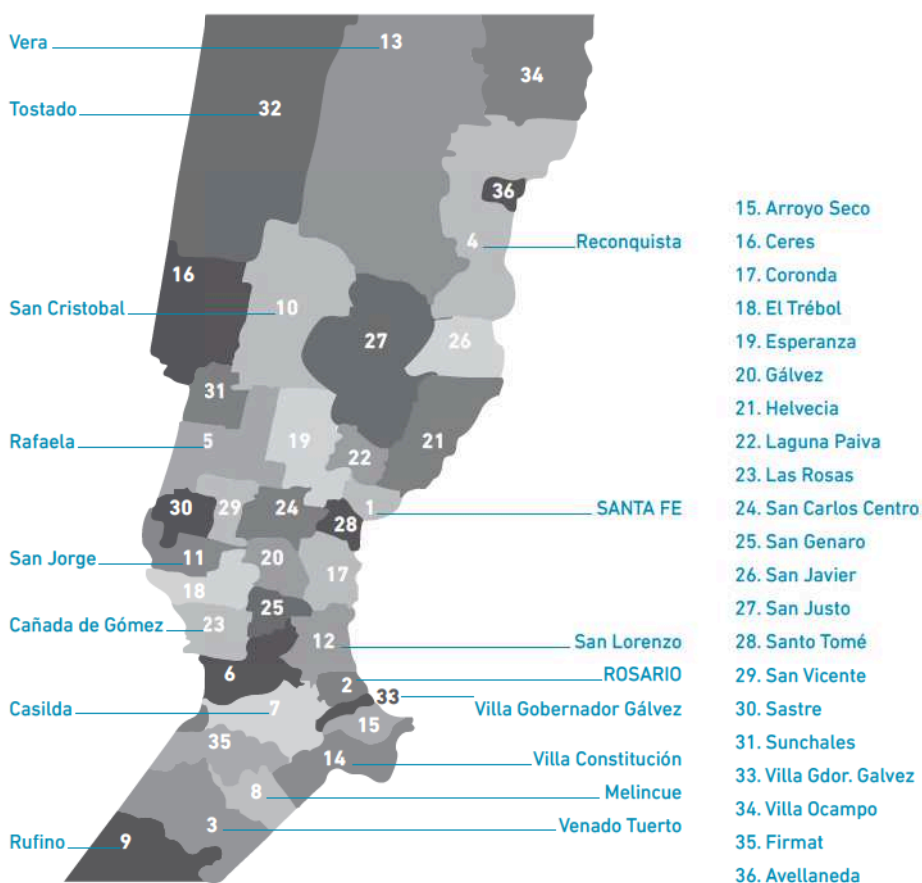 Vera
13
34
Tostado
32
36
4
Reconquista
16
San Cristobal
10
27
26
31
Rafaela
5
19
22
21
30
29
24
28
1
SANTA FE
San Jorge
11
20
17
18
25
Cañada de Gómez
23
12
San Lorenzo
6
2
ROSARIO
33
Casilda
7
15
Villa Gobernador Gálvez
35
14
Villa Constitución
8
Melincue
Rufino
9
3
Venado Tuerto
15. Arroyo Seco
16. Ceres
17. Coronda
18. El Trébol
19. Esperanza
20. Gálvez
21. Helvecia
22. Laguna Paiva
23. Las Rosas
24. San Carlos Centro
25. San Genaro
26. San Javier
27. San Justo
28. Santo Tomé
29. San Vicente
30. Sastre
31. Sunchales
33. Villa Gdor. Galvez
34. Villa Ocampo
35. Firmat
36. Avellaneda